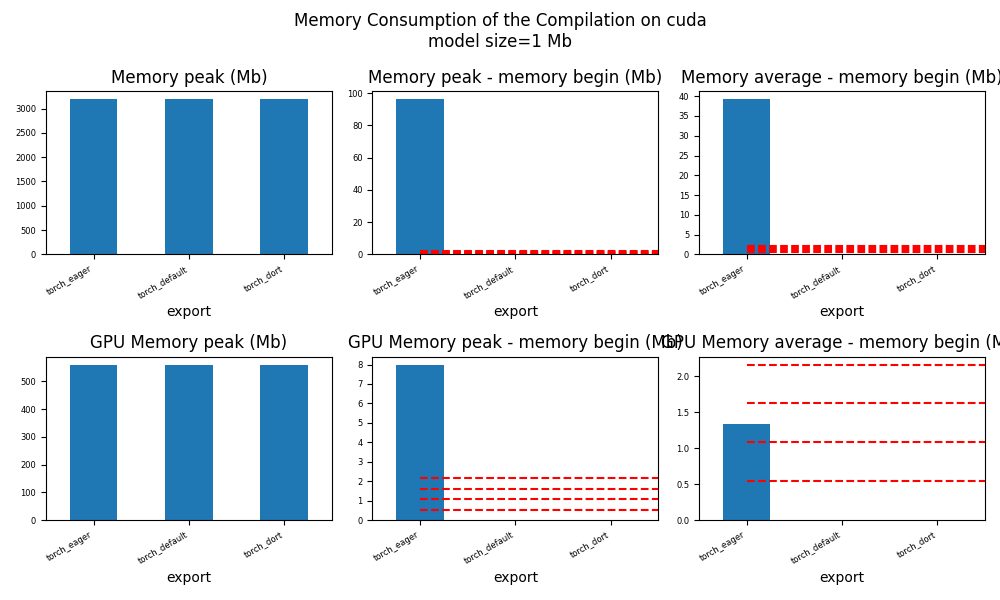 Memory Consumption of the Compilation on cuda
model size=1 Mb
Memory peak (Mb)
Memory peak - memory begin (Mb)
Memory average - memory begin (Mb)
3000
2500
2000
1500
1000
500
0
torch_eager
torch_default
torch_dort
export
100
80
60
40
20
0
torch_eager
torch_default
torch_dort
export
40
35
30
25
20
15
10
5
0
torch_eager
torch_default
torch_dort
export
GPU Memory peak (Mb)
GPU Memory peak - memory begin (Mb)
GPU Memory average - memory begin (M
500
400
300
200
100
0
torch_eager
torch_default
torch_dort
export
8
7
6
5
4
3
2
1
0
torch_eager
torch_default
torch_dort
export
2.0
1.5
1.0
0.5
0.0
torch_eager
torch_default
torch_dort
export